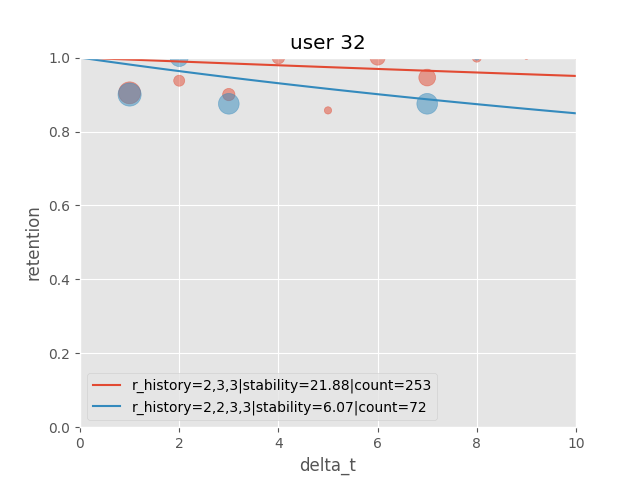 user 32
1.0
0.8
0.6
0.4
0.2
0.0
retention
r_history=2,3,3|stability=21.88|count=253
r_history=2,2,3,3|stability=6.07|count=72
0 2 4 6 8 10
delta_t